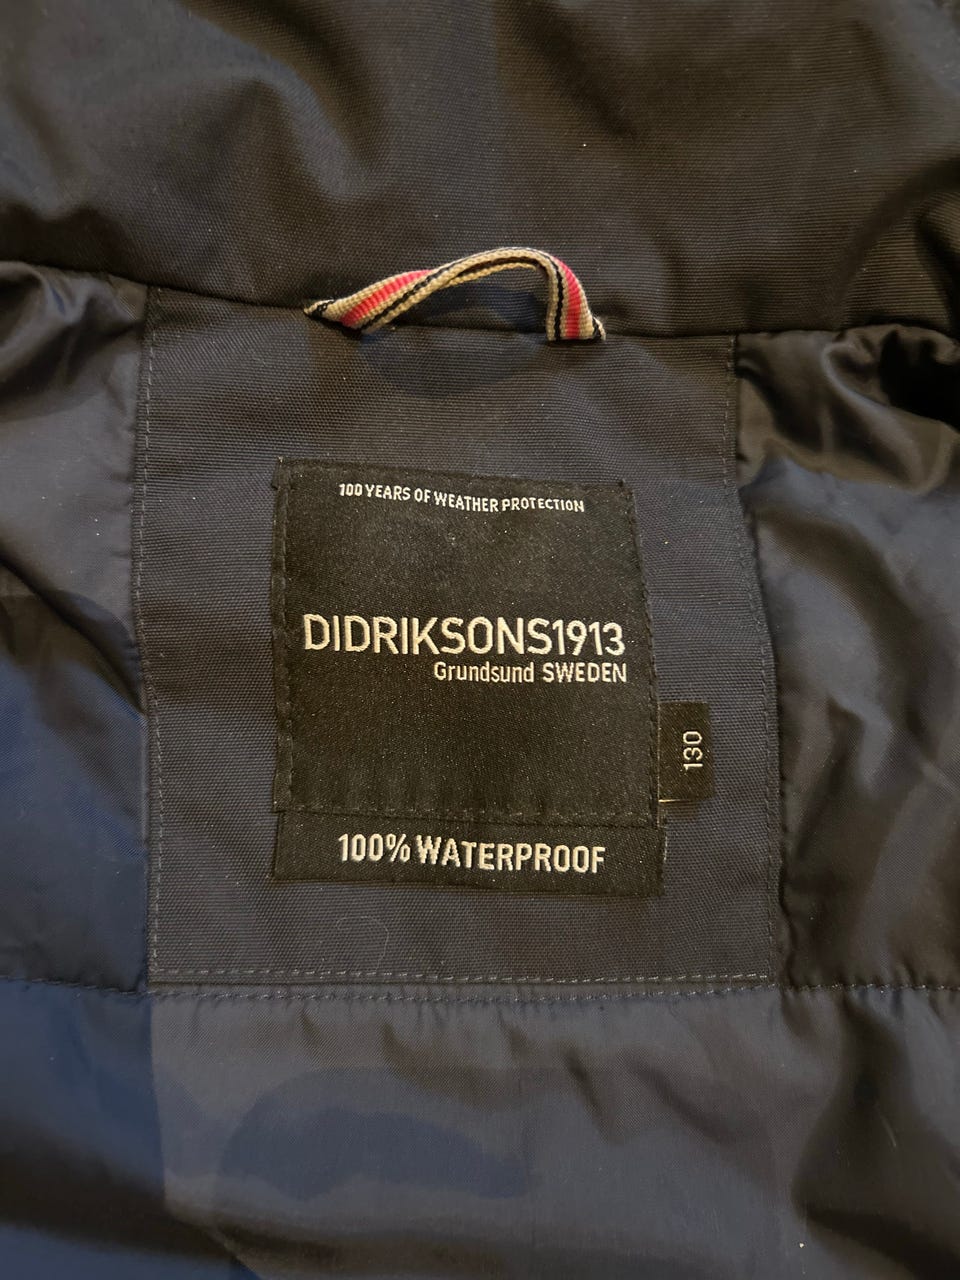 100 YEARS OF WEATHER PROTECTION
DIDRIKSONS1913
Grundsund SWEDEN
130
100% WATERPROOF